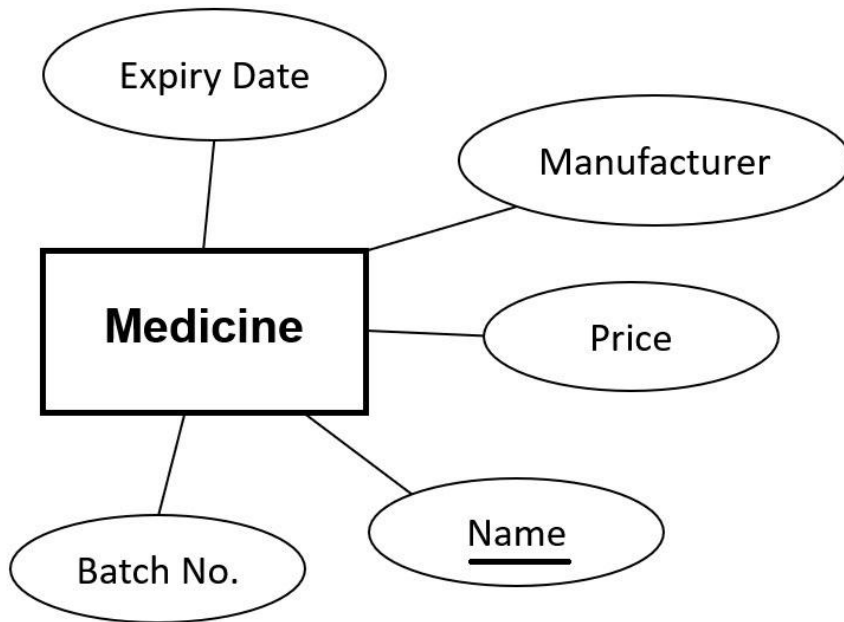 Expiry Date
Manufacturer
Medicine
Price
Name
Batch No.